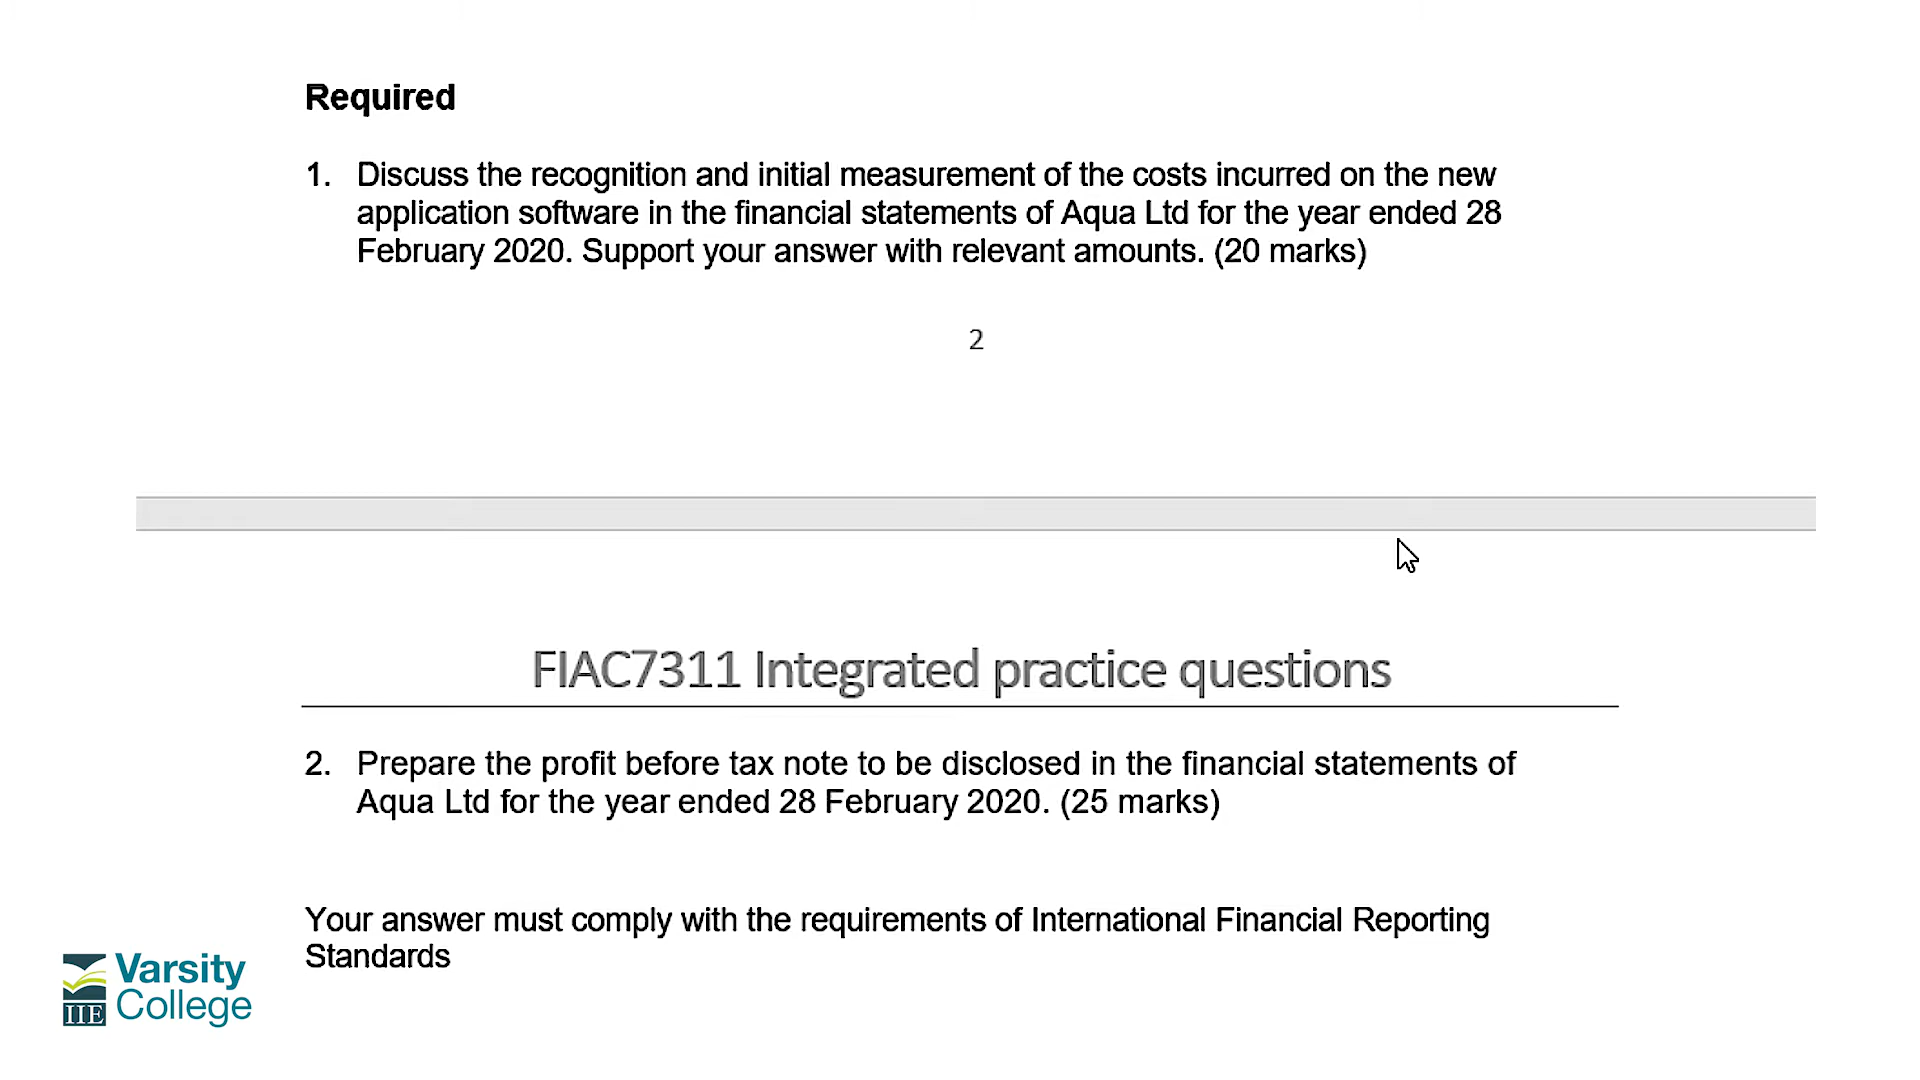 Required
1. Discuss the recognition and initial measurement of the costs incurred on the new
application software in the financial statements of Aqua Ltd for the year ended 28
February 2020. Support your answer with relevant amounts. (20 marks)
2
FIAC7311 Integrated practice questions
2. Prepare the profit before tax note to be disclosed in the financial statements of
Aqua Ltd for the year ended 28 February 2020. (25 marks)
Your answer must comply with the requirements of International Financial Reporting
Standards
Varsity
College
IIE